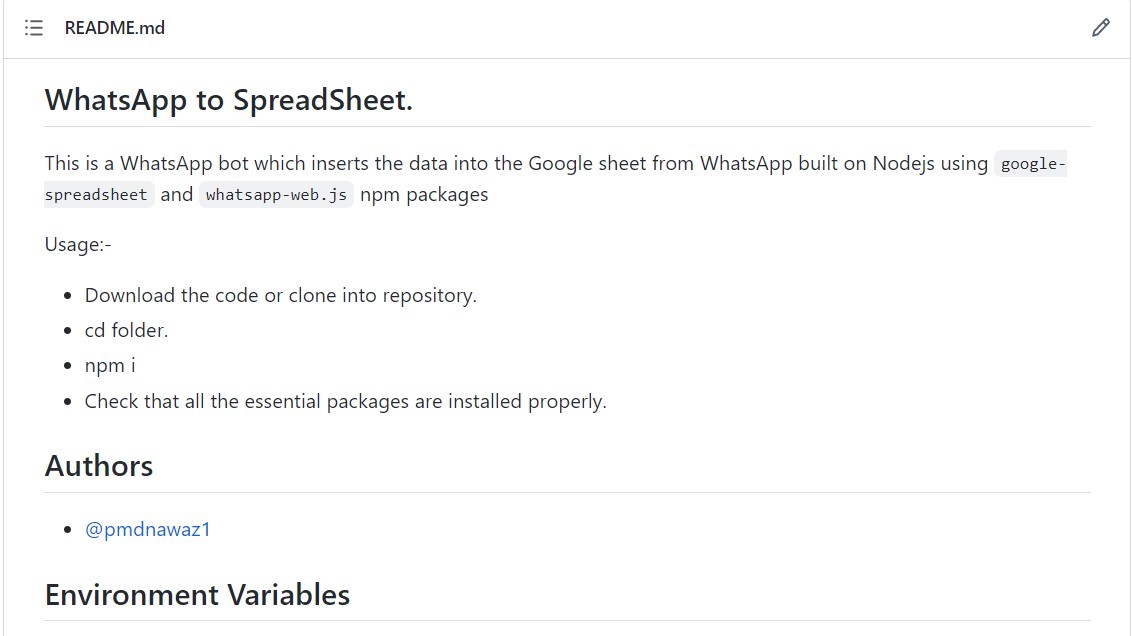 README.md
WhatsApp to SpreadSheet.
This is a WhatsApp bot which inserts the data into the Google sheet from WhatsApp built on Nodejs using google-
spreadsheet and whatsapp-web.js npm packages
Usage:-
• Download the code or clone into repository.
• cd folder.
• npm i
• Check that all the essential packages are installed properly.
Authors
• @pmdnawaz1
Environment Variables